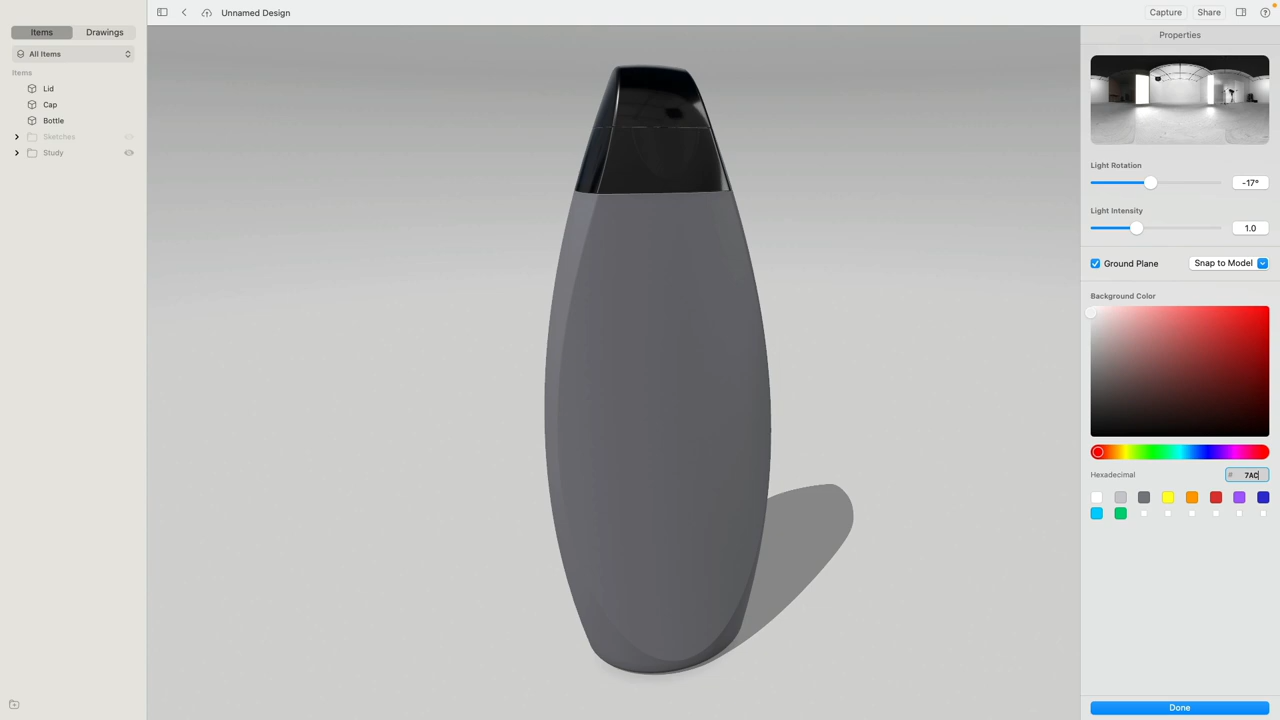 Unnamed Design
Capture
Share
Items
Drawings
All Items
Items
Lid
Cap
Bottle
Sketches
Study
Properties
Light Rotation
-17°
Light Intensity
1.0
Ground Plane
Snap to Model
Background Color
Hexadecimal
# 7AC
Done